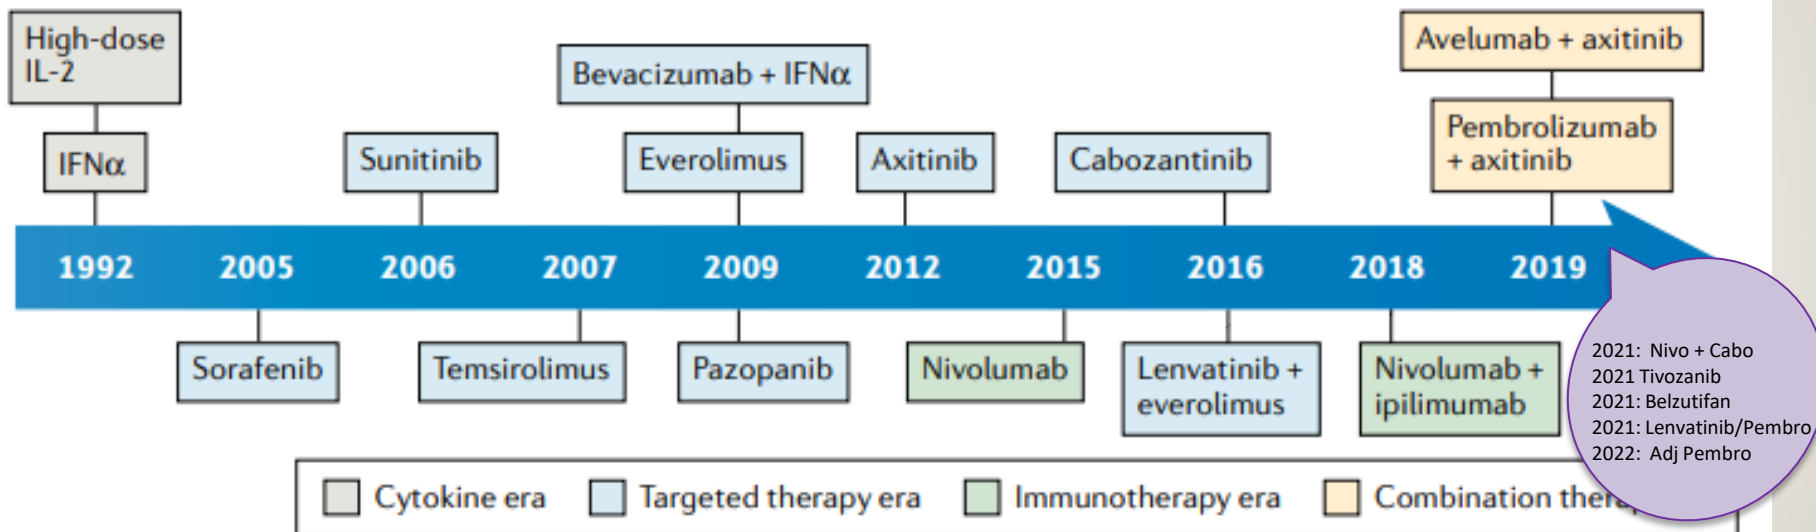 High-dose
IL-2
IFNα
Sunitinib
Bevacizumab + IFNα
Everolimus
Axitinib
Cabozantinib
Avelumab + axitinib
Pembrolizumab
+ axitinib
1992 2005 2006 2007 2009 2012 2015 2016 2018 2019
Sorafenib
Temsirolimus
Pazopanib
Nivolumab
Lenvatinib +
everolimus
Nivolumab +
ipilimumab
2021: Nivo + Cabo
2021 Tivozanib
2021: Belzutifan
2021: Lenvatinib/Pembro
2022: Adj Pembro
Cytokine era
Targeted therapy era
Immunotherapy era
Combination